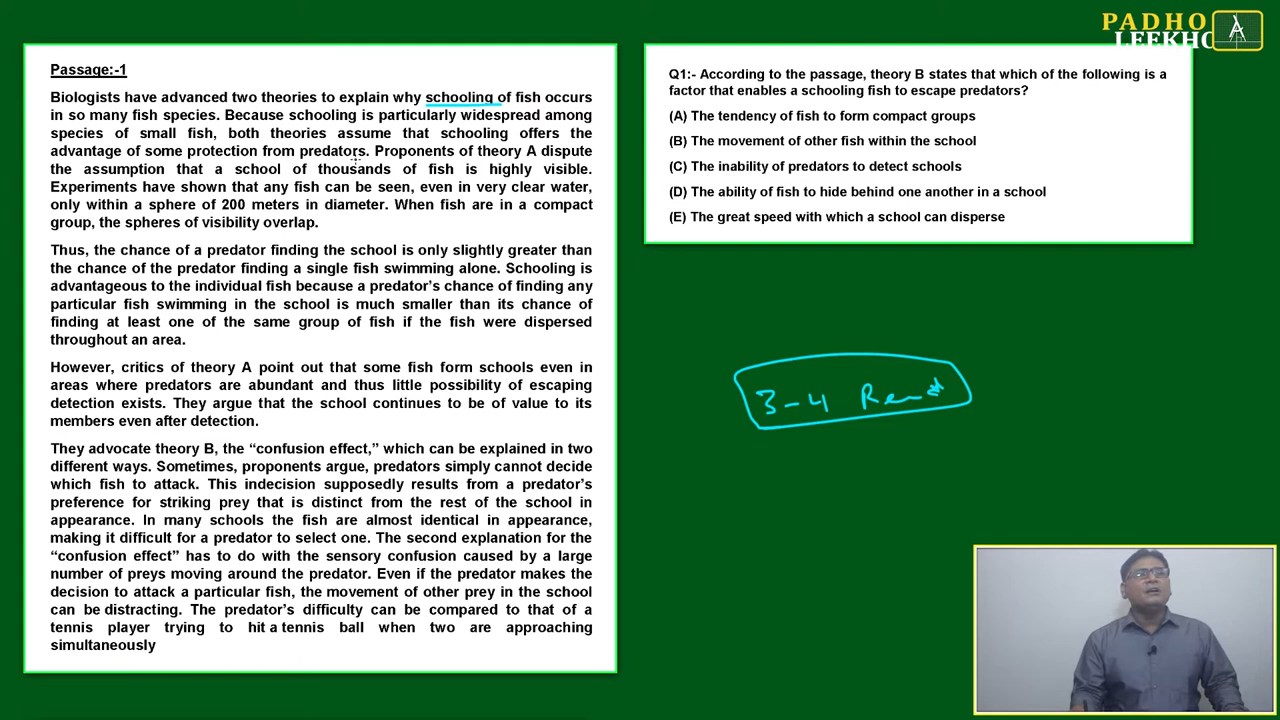 PADHO
LEEKHO
Passage:-1
Biologists have advanced two theories to explain why schooling of fish occurs
in so many fish species. Because schooling is particularly widespread among
species of small fish, both theories assume that schooling offers the
advantage of some protection from predators. Proponents of theory A dispute
the assumption that a school of thousands of fish is highly visible.
Experiments have shown that any fish can be seen, even in very clear water,
only within a sphere of 200 meters in diameter. When fish are in a compact
group, the spheres of visibility overlap.
Thus, the chance of a predator finding the school is only slightly greater than
the chance of the predator finding a single fish swimming alone. Schooling is
advantageous to the individual fish because a predator’s chance of finding any
particular fish swimming in the school is much smaller than its chance of
finding at least one of the same group of fish if the fish were dispersed
throughout an area.
However, critics of theory A point out that some fish form schools even in
areas where predators are abundant and thus little possibility of escaping
detection exists. They argue that the school continues to be of value to its
members even after detection.
They advocate theory B, the “confusion effect,” which can be explained in two
different ways. Sometimes, proponents argue, predators simply cannot decide
which fish to attack. This indecision supposedly results from a predator’s
preference for striking prey that is distinct from the rest of the school in
appearance. In many schools the fish are almost identical in appearance,
making it difficult for a predator to select one. The second explanation for the
“confusion effect” has to do with the sensory confusion caused by a large
number of preys moving around the predator. Even if the predator makes the
decision to attack a particular fish, the movement of other prey in the school
can be distracting. The predator’s difficulty can be compared to that of a
tennis player trying to hit a tennis ball when two are approaching
simultaneously
Q1:- According to the passage, theory B states that which of the following is a
factor that enables a schooling fish to escape predators?
(A) The tendency of fish to form compact groups
(B) The movement of other fish within the school
(C) The inability of predators to detect schools
(D) The ability of fish to hide behind one another in a school
(E) The great speed with which a school can disperse
3-4